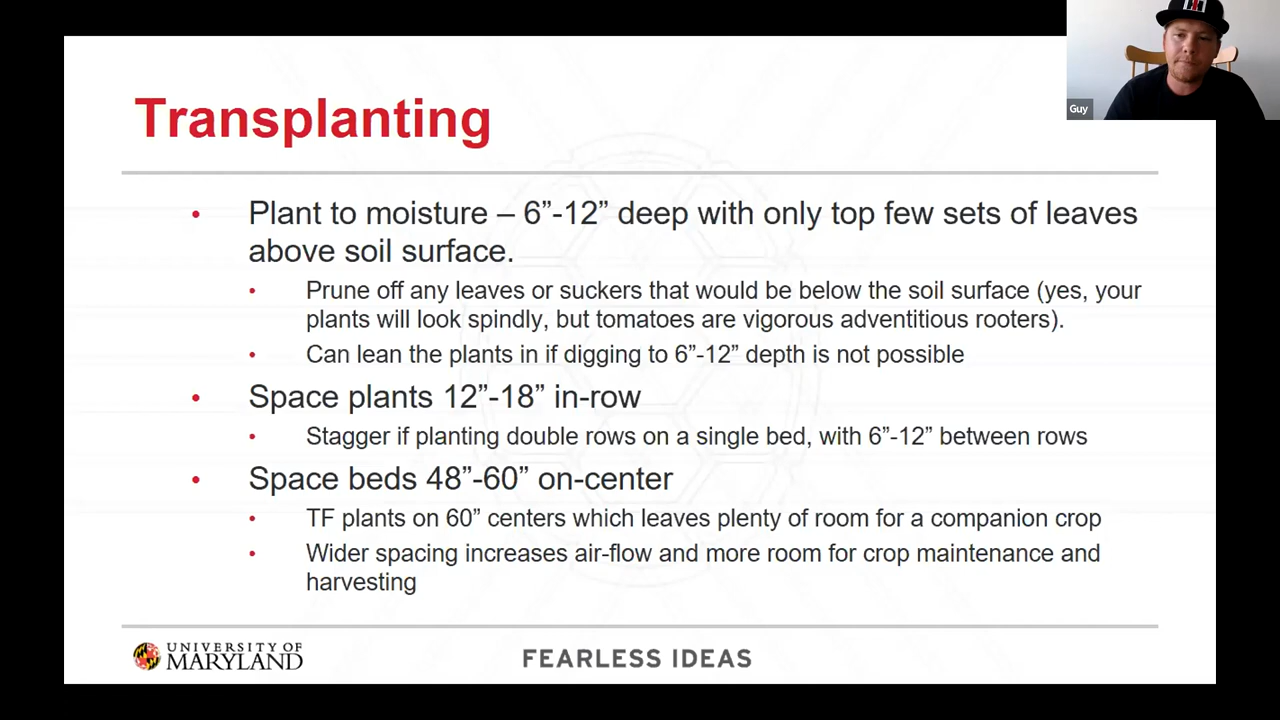 Guy
Transplanting
• Plant to moisture – 6”-12” deep with only top few sets of leaves
above soil surface.
• Prune off any leaves or suckers that would be below the soil surface (yes, your
plants will look spindly, but tomatoes are vigorous adventitious rooters).
• Can lean the plants in if digging to 6”-12” depth is not possible
• Space plants 12”-18” in-row
• Stagger if planting double rows on a single bed, with 6”-12” between rows
• Space beds 48”-60” on-center
• TF plants on 60” centers which leaves plenty of room for a companion crop
• Wider spacing increases air-flow and more room for crop maintenance and
harvesting
UNIVERSITY OF
MARYLAND
FEARLESS IDEAS